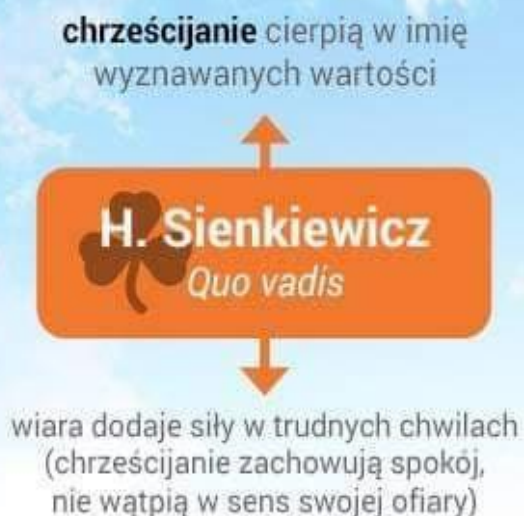 chrześcijanie cierpią w imię
wyznawanych wartości
H. Sienkiewicz
Quo vadis
wiara dodaje siły w trudnych chwilach
(chrześcijanie zachowują spokój,
nie wątpią w sens swojej ofiary)